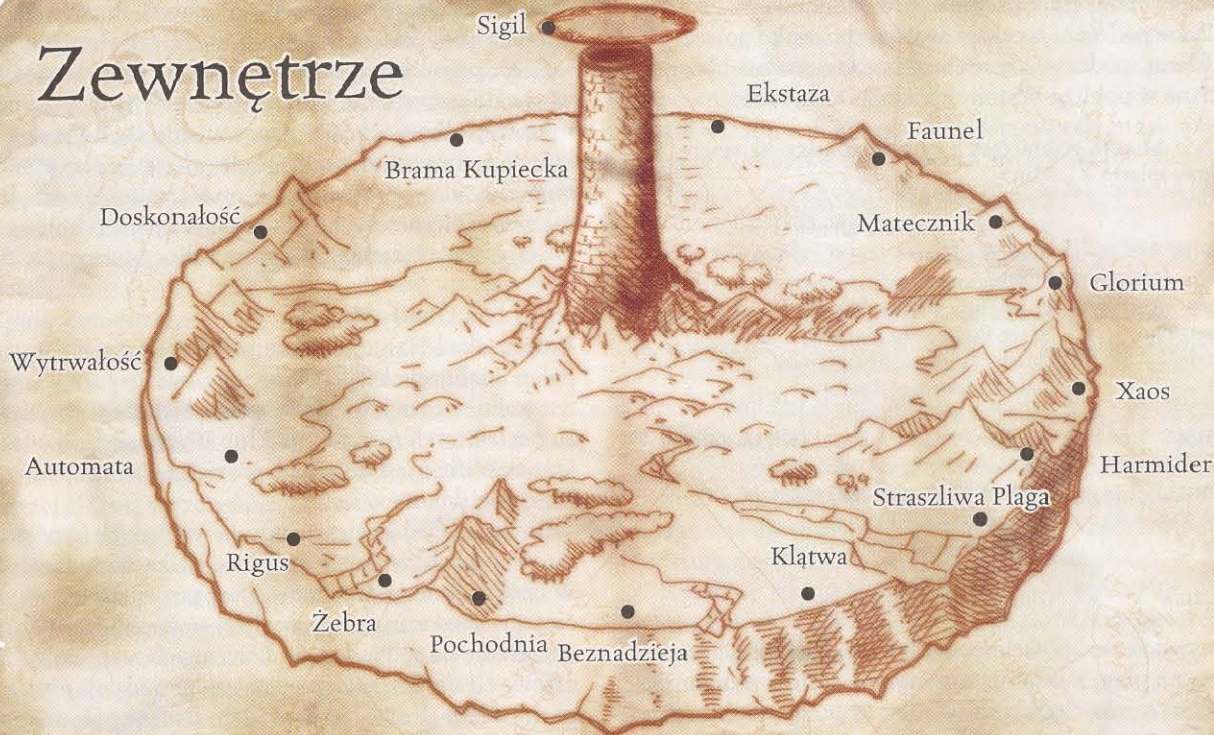 Sigil
Zewnętrze
Ekstaza
Faunel
Brama Kupiecka
Doskonałość
Matecznik
Glorium
Wytrwałość
Xaos
Automata
Harmider
Straszliwa Plaga
Rigus
Klątwa
Żebra
Pochodnia
Beznadzieja